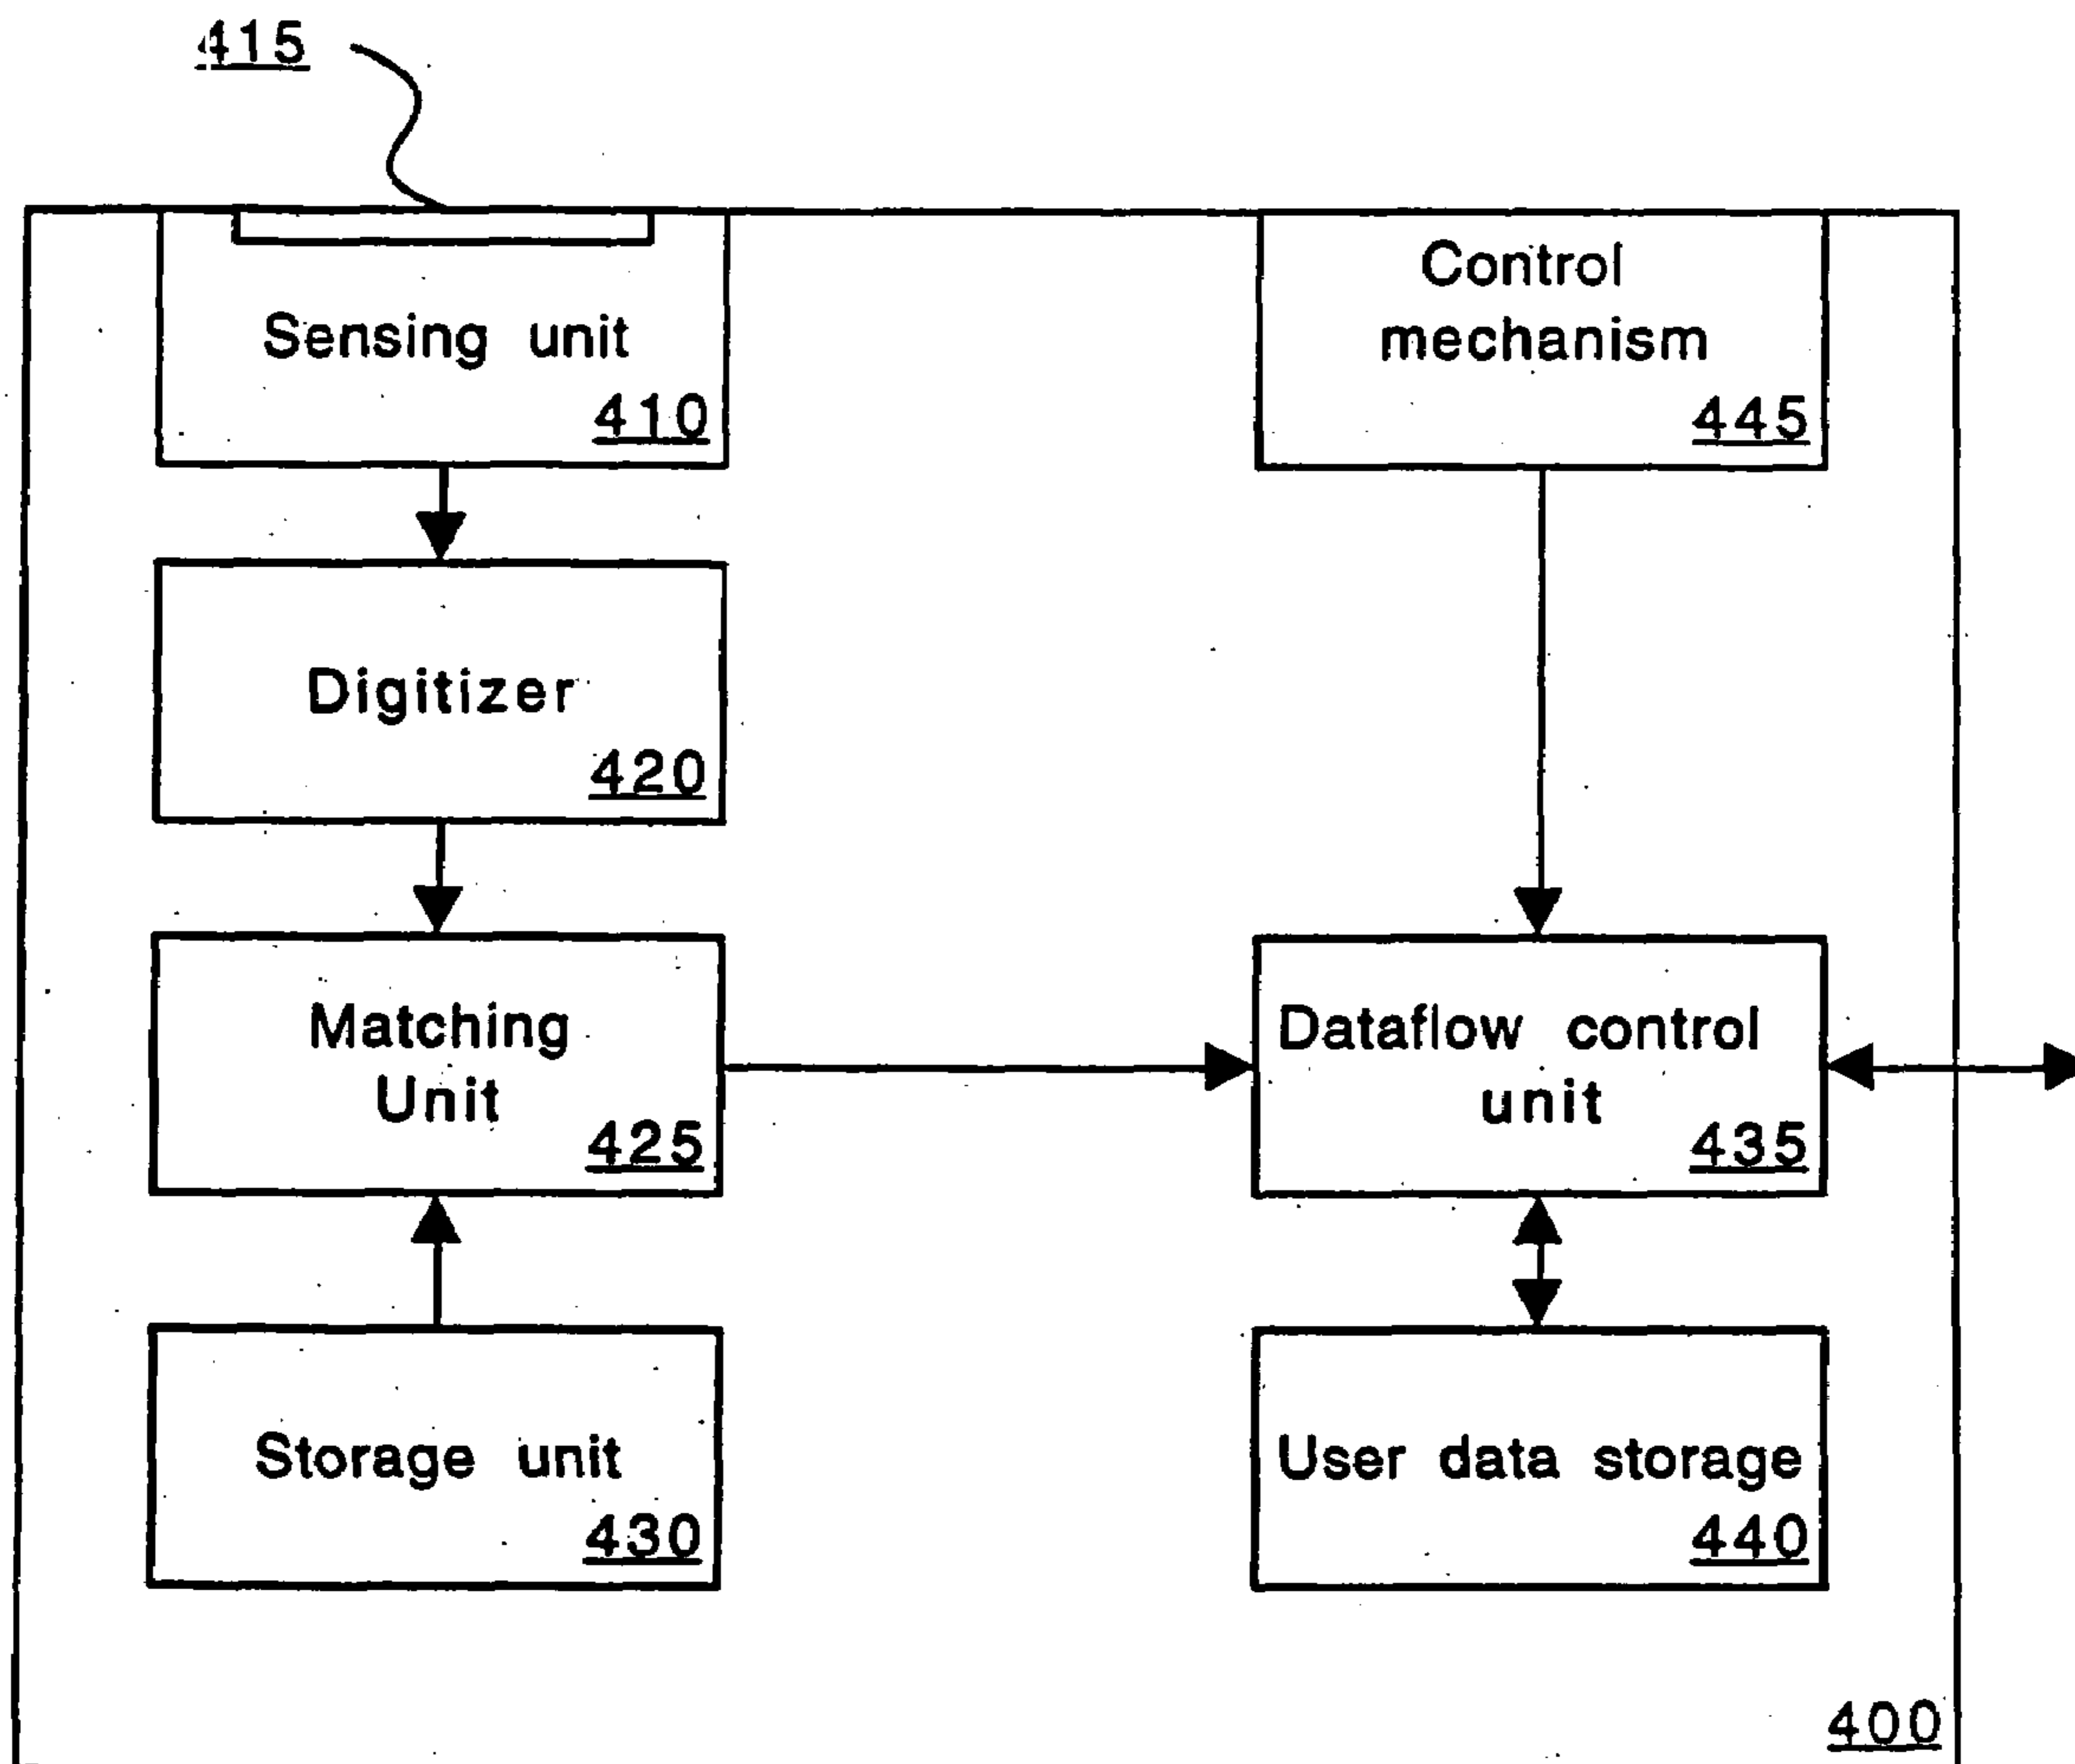 415
Sensing unit
410
Control
mechanism
445
Digitizer
420
Matching
Unit
425
Dataflow control
unit
435
Storage unit
430
User data storage
440
400